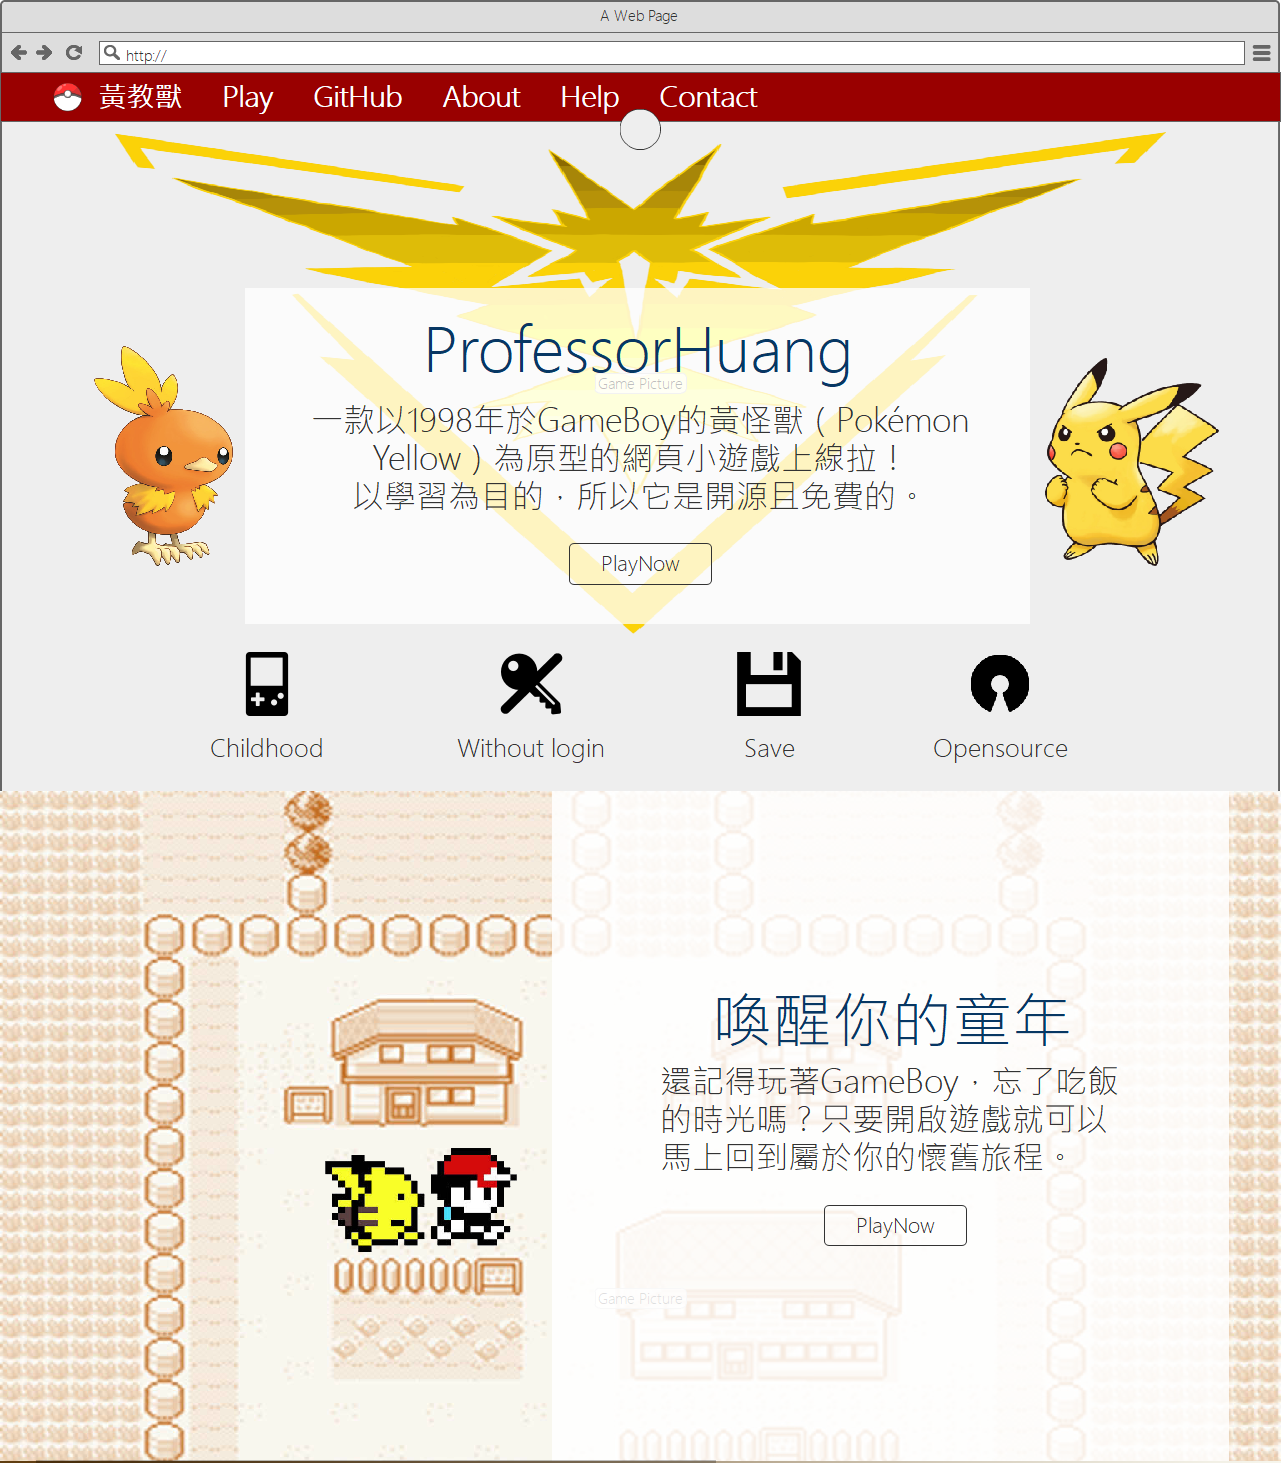 A Web Page
http://
黃教獸 Play GitHub About Help Contact
ProfessorHuang
Game Picture
一款以1998年於GameBoy的黃怪獸（Pokémon
Yellow）為原型的網頁小遊戲上線拉！
以學習為目的，所以它是開源且免費的。
PlayNow
Childhood Without login Save Opensource
喚醒你的童年
還記得玩著GameBoy，忘了吃飯
的時光嗎？只要開啟遊戲就可以
馬上回到屬於你的懷舊旅程。
PlayNow
Game Picture